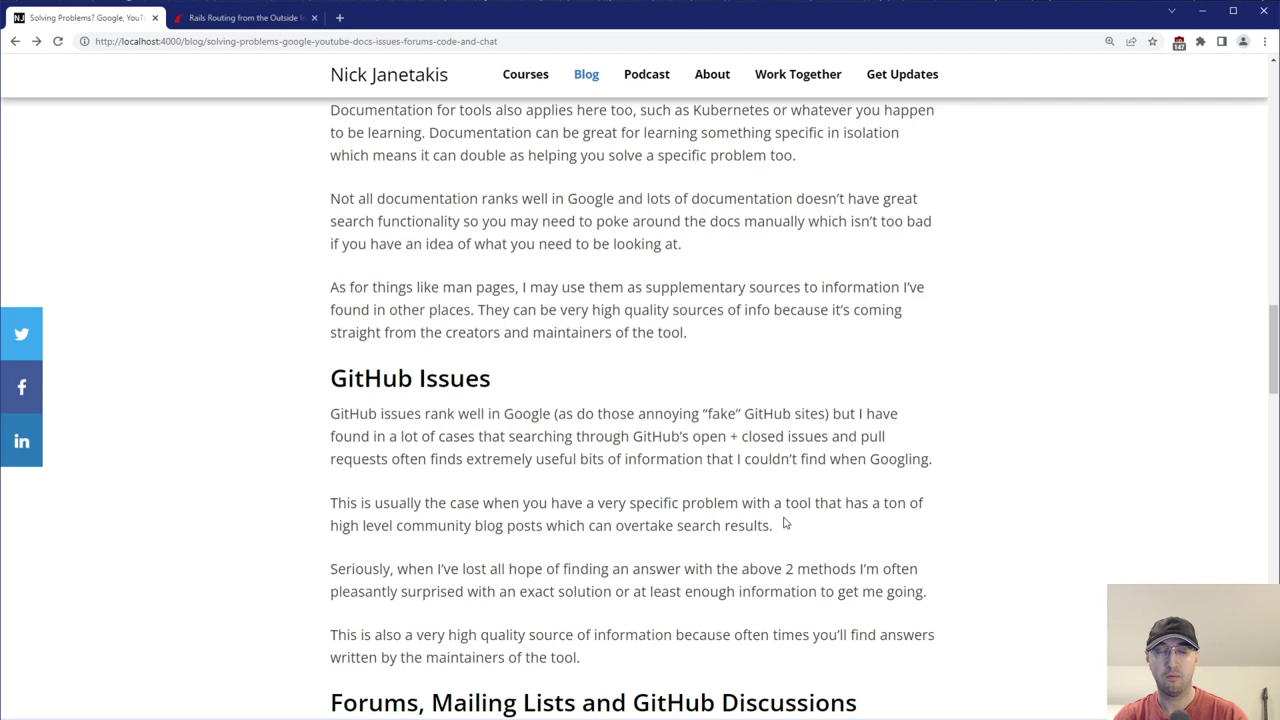 Solving Problems? Google, YouT
Rails Routing from the Outside I
localhost:4000/blog/solving-problems-google-youtube-docs-issues-forums-code-and-chat
147
Nick Janetakis
Courses
Blog
Podcast
About
Work Together
Get Updates
Documentation for tools also applies here too, such as Kubernetes or whatever you happen
to be learning. Documentation can be great for learning something specific in isolation
which means it can double as helping you solve a specific problem too.
Not all documentation ranks well in Google and lots of documentation doesn’t have great
search functionality so you may need to poke around the docs manually which isn’t too bad
if you have an idea of what you need to be looking at.
As for things like man pages, I may use them as supplementary sources to information I’ve
found in other places. They can be very high quality sources of info because it’s coming
straight from the creators and maintainers of the tool.
GitHub Issues
GitHub issues rank well in Google (as do those annoying “fake” GitHub sites) but I have
found in a lot of cases that searching through GitHub’s open + closed issues and pull
requests often finds extremely useful bits of information that I couldn’t find when Googling.
This is usually the case when you have a very specific problem with a tool that has a ton of
high level community blog posts which can overtake search results.
Seriously, when I’ve lost all hope of finding an answer with the above 2 methods I’m often
pleasantly surprised with an exact solution or at least enough information to get me going.
This is also a very high quality source of information because often times you’ll find answers
written by the maintainers of the tool.
Forums, Mailing Lists and GitHub Discussions